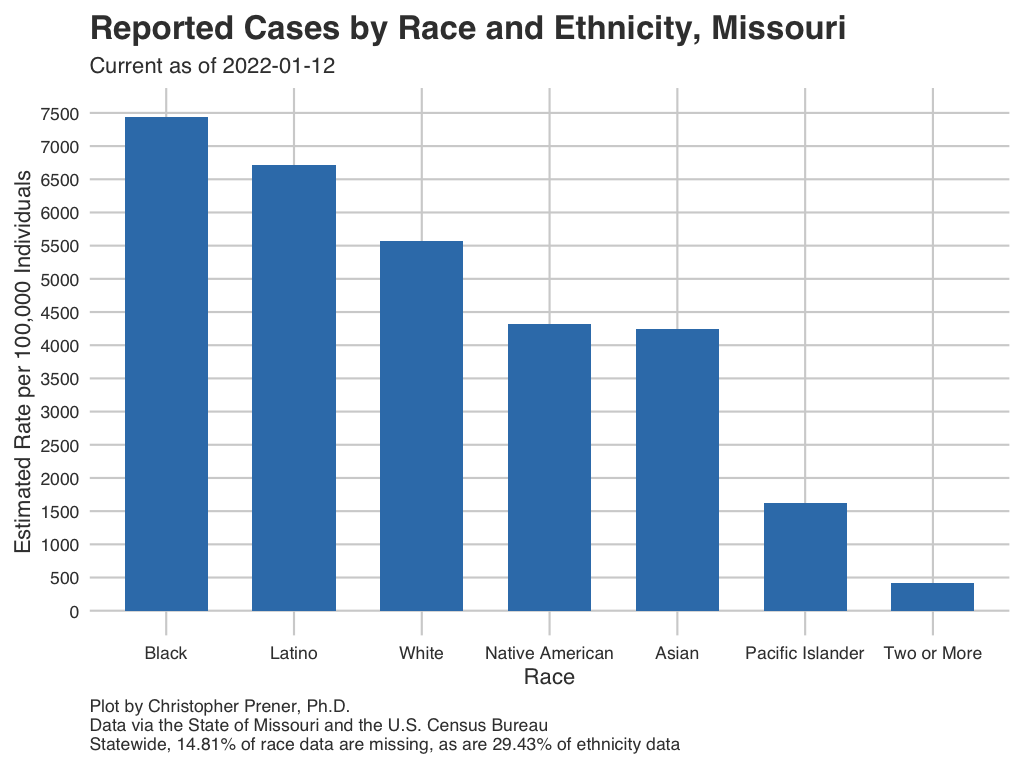 Reported Cases by Race and Ethnicity, Missouri
Current as of 2022-01-12
Estimated Rate per 100,000 Individuals
7500
7000
6500
6000
5500
5000
4500
4000
3500
3000
2500
2000
1500
1000
500
0
Black
Latino
White
Native American
Asian
Pacific Islander
Two or More
Race
Plot by Christopher Prener, Ph.D.
Data via the State of Missouri and the U.S. Census Bureau
Statewide, 14.81% of race data are missing, as are 29.43% of ethnicity data